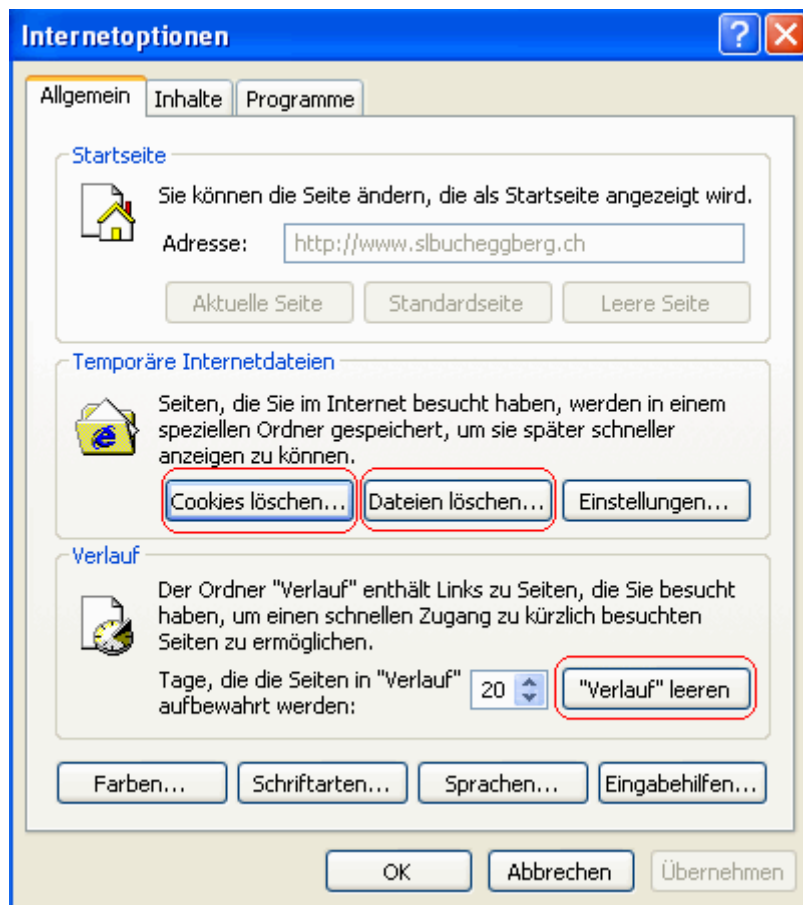 Internetoptionen
Allgemein Inhalte Programme
Startseite
Sie können die Seite ändern, die als Startseite angezeigt wird.
Adresse: http://www.slbucheggberg.ch
Aktuelle Seite Standardseite Leere Seite
Temporäre Internetdateien
Seiten, die Sie im Internet besucht haben, werden in einem
speziellen Ordner gespeichert, um sie später schneller
anzeigen zu können.
Cookies löschen... Dateien löschen... Einstellungen...
Verlauf
Der Ordner "Verlauf" enthält Links zu Seiten, die Sie besucht
haben, um einen schnellen Zugang zu kürzlich besuchten
Seiten zu ermöglichen.
Tage, die die Seiten in "Verlauf"
aufbewahrt werden: 20 "Verlauf" leeren
Farben... Schriftarten... Sprachen... Eingabehilfen...
OK Abbrechen Übernehmen